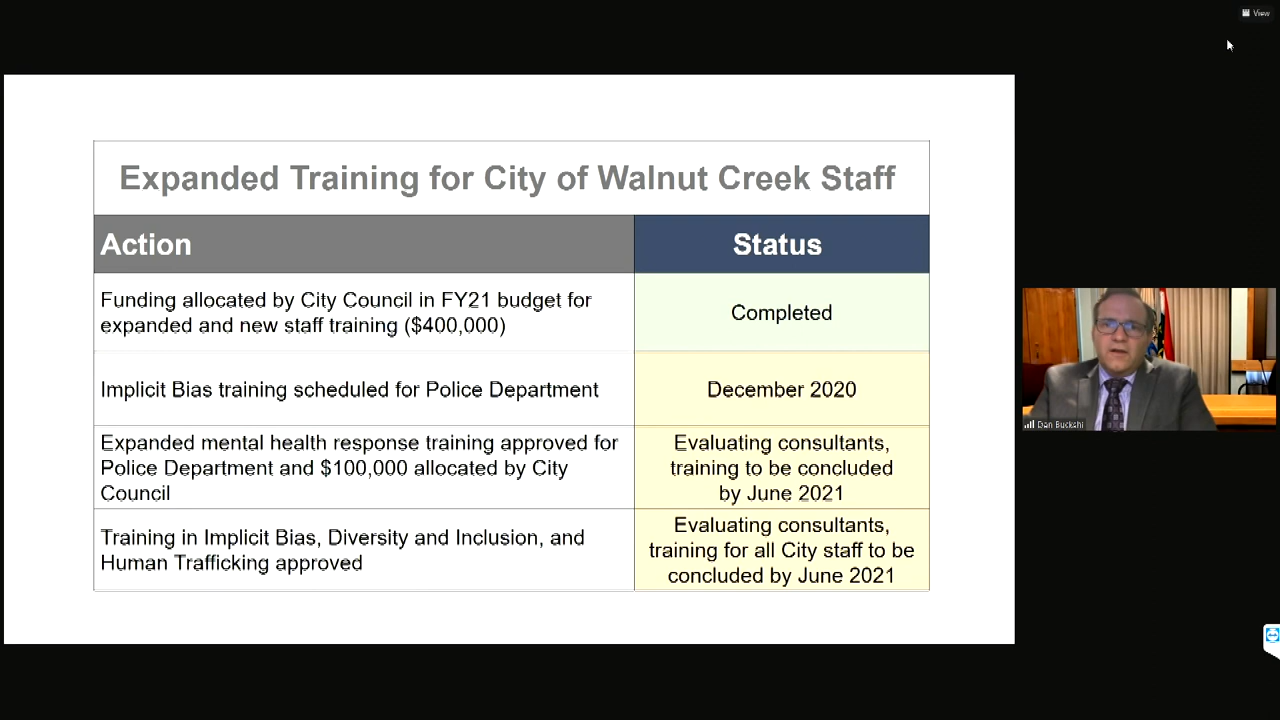 View
Expanded Training for City of Walnut Creek Staff
Action
Status
Funding allocated by City Council in FY21 budget for
expanded and new staff training ($400,000)
Completed
Implicit Bias training scheduled for Police Department
December 2020
Expanded mental health response training approved for
Police Department and $100,000 allocated by City
Council
Evaluating consultants,
training to be concluded
by June 2021
Training in Implicit Bias, Diversity and Inclusion, and
Human Trafficking approved
Evaluating consultants,
training for all City staff to be
concluded by June 2021
Dan Buckshi